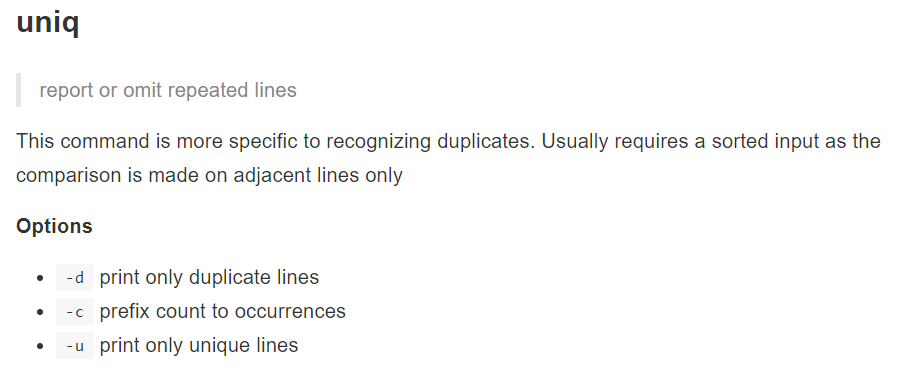 uniq
report or omit repeated lines
This command is more specific to recognizing duplicates. Usually requires a sorted input as the
comparison is made on adjacent lines only
Options
• -d print only duplicate lines
• -c prefix count to occurrences
• -u print only unique lines